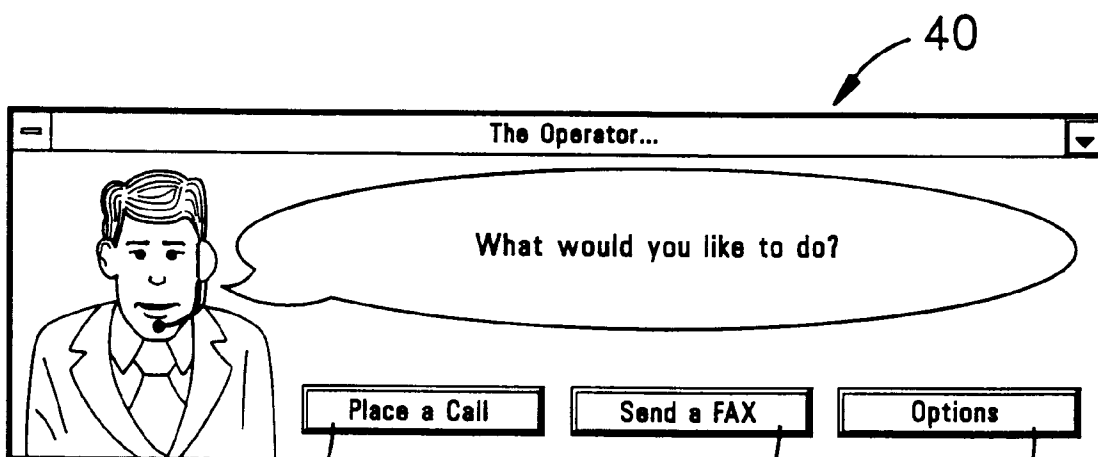 40
The Operator...
What would you like to do?
Place a Call
Send a FAX
Options